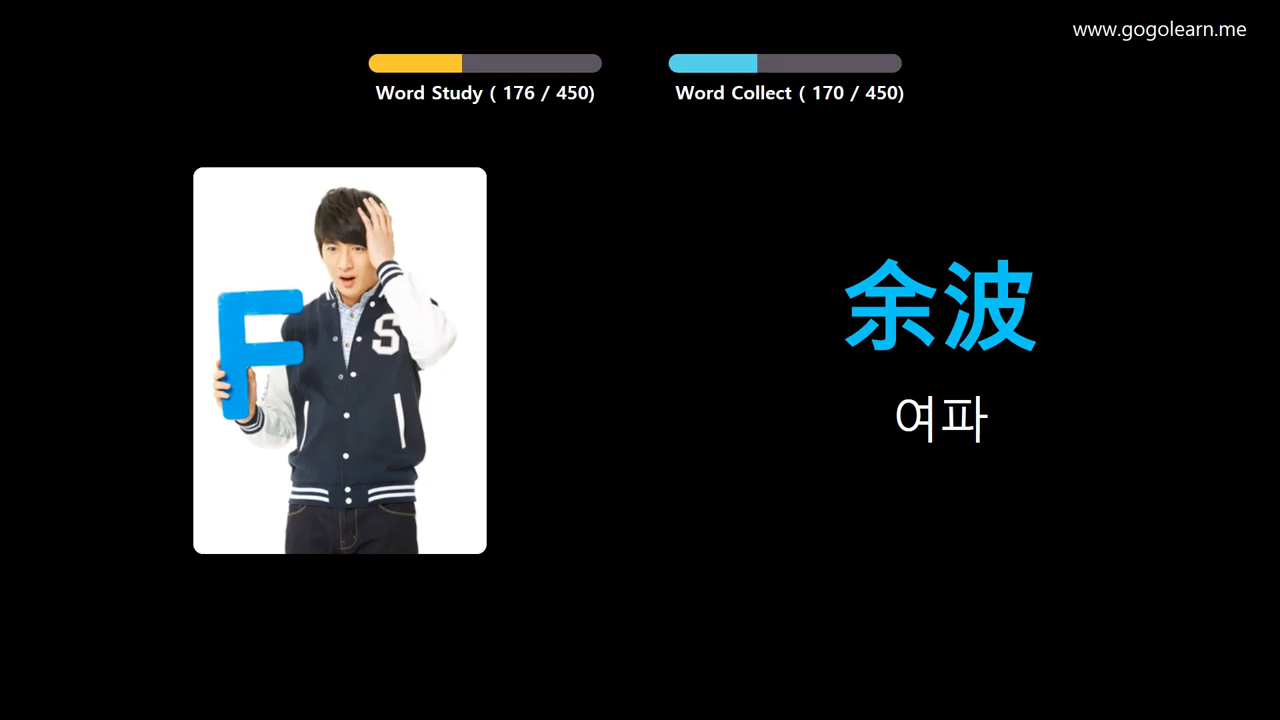 www.gogolearn.me
Word Study ( 176 / 450)
Word Collect ( 170 / 450)
F
S
余波
여파